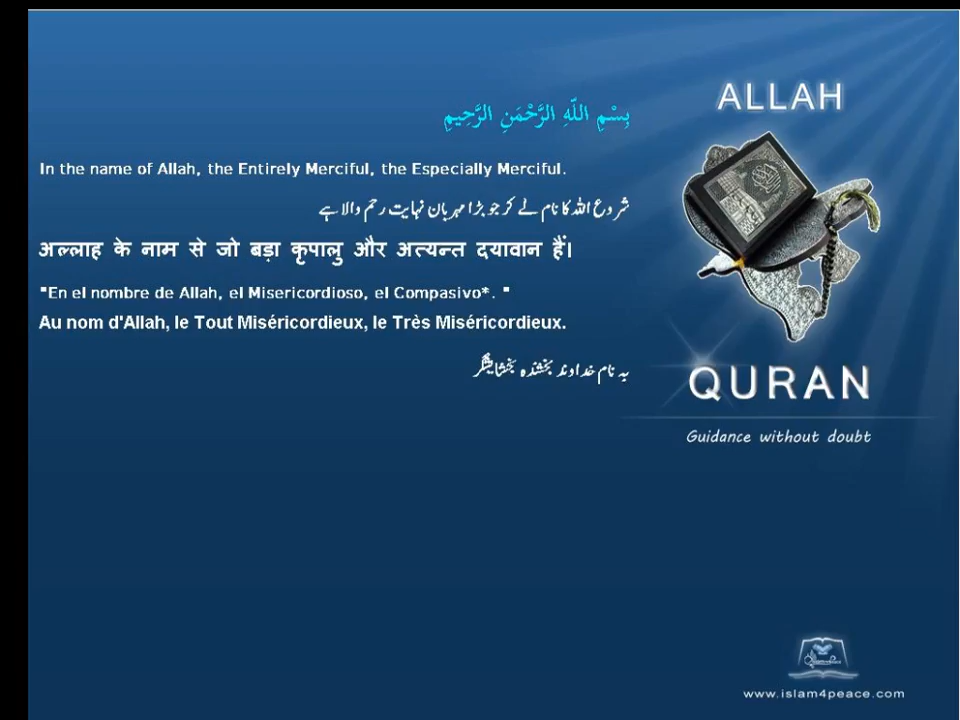 بِسْمِ اللَّهِ الرَّحْمَنِ الرَّحِيمِ
In the name of Allah, the Entirely Merciful, the Especially Merciful.
شروع الله کا نام لے کر جو بڑا مہربان نہایت رحم والا ہے
अल्लाह के नाम से जो बड़ा कृपालु और अत्यन्त दयावान हैं।
"En el nombre de Allah, el Misericordioso, el Compasivo*. "
Au nom d'Allah, le Tout Miséricordieux, le Très Miséricordieux.
به نام خداوند بخشنده بخشایشگر
ALLAH
QURAN
Guidance without doubt
www.islam4peace.com